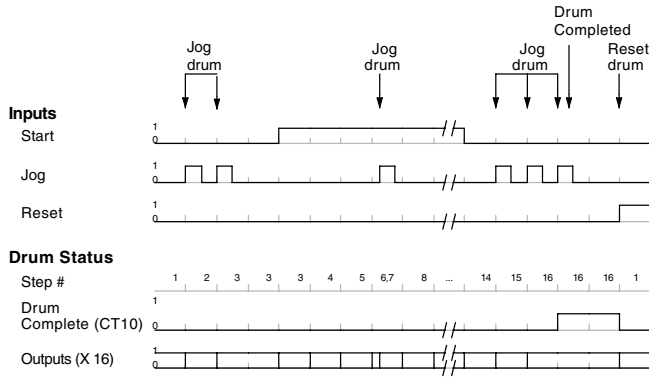 Drum
Completed
Jog
drum
Jog
drum
Jog
drum
Reset
drum
Inputs
Start
1
0
Jog
1
0
Reset
1
0
Drum Status
Step #
1 2 3 3 3 4 5 6,7 8 ... 14 15 16 16 16 1
Drum
Complete (CT10)
1
0
Outputs (X 16)
1
0